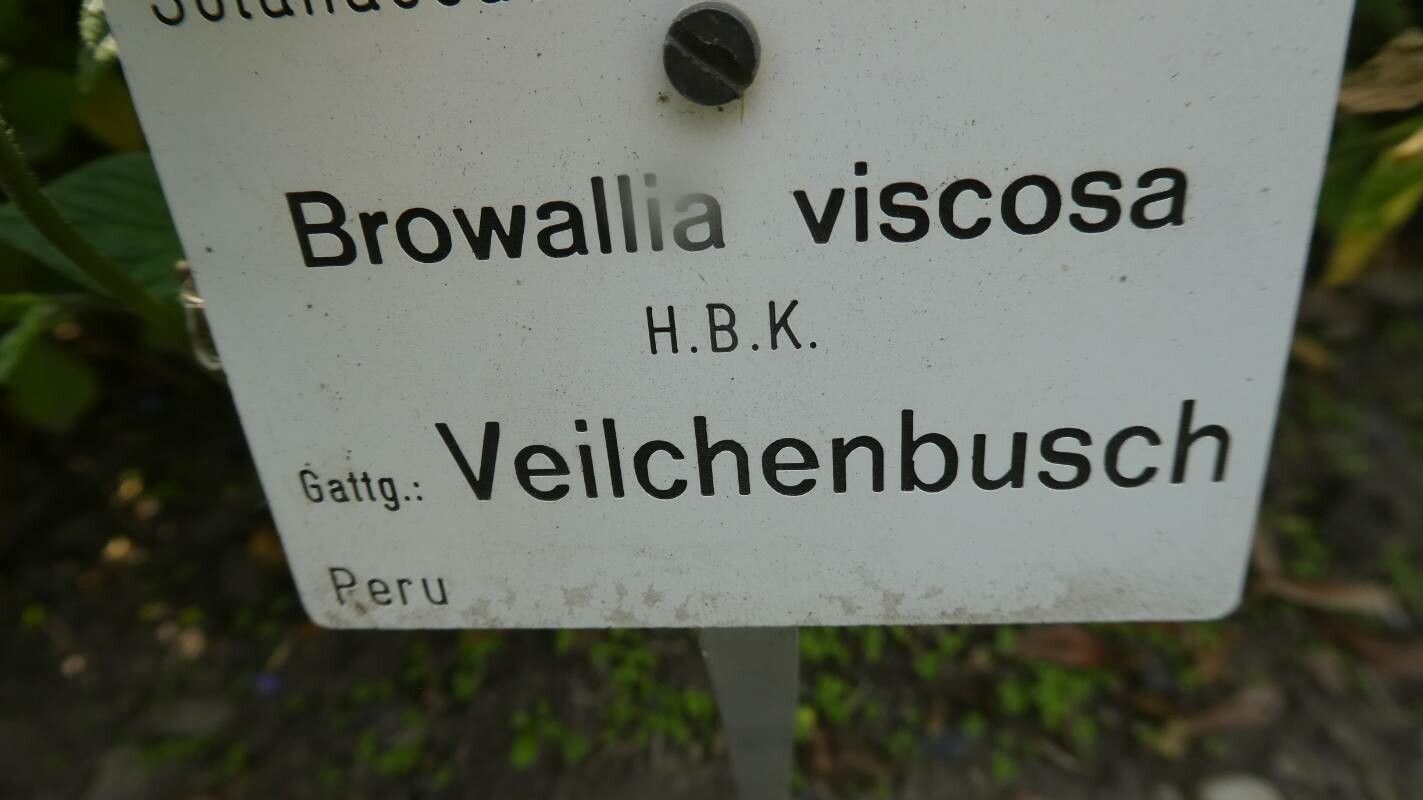 Browallia viscosa
H.B.K.
Gattg.: Veilchenbusch
Peru